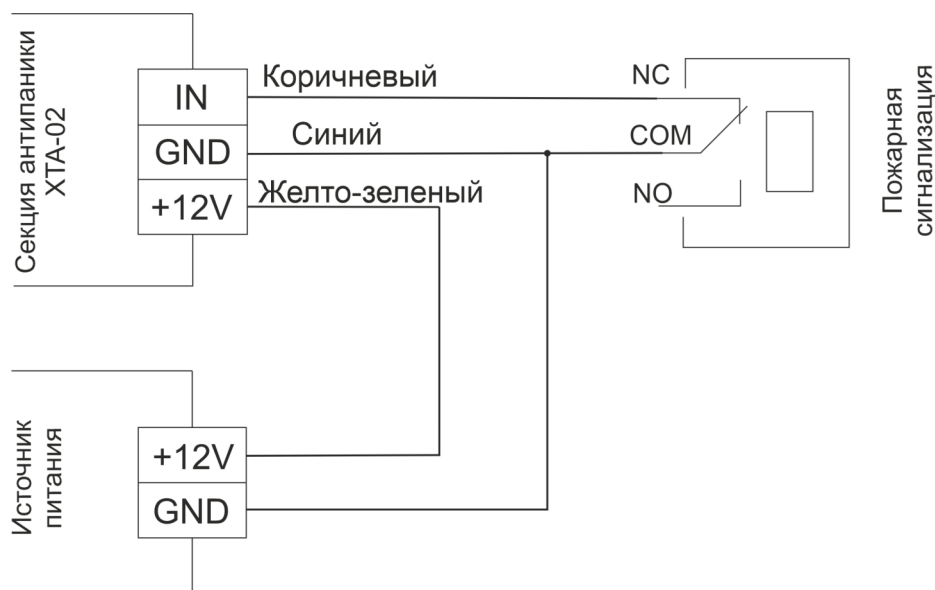 Секция антипаники
ХТА-02
IN
GND
+12V
Коричневый
Синий
Желто-зеленый
NC
COM
NO
Пожарная
сигнализация
Источник
питания
+12V
GND